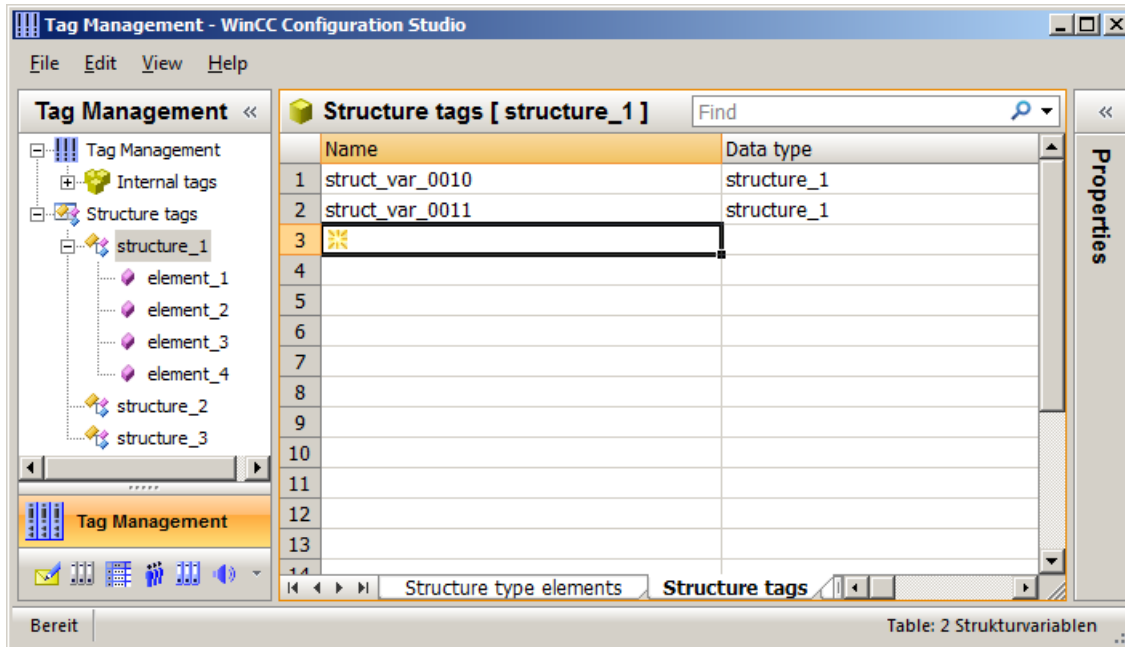 Tag Management - WinCC Configuration Studio
File Edit View Help
Tag Management «
Structure tags [ structure_1 ]
Find
«
Tag Management
Internal tags
Structure tags
structure_1
element_1
element_2
element_3
element_4
structure_2
structure_3
Tag Management
Name Data type
1 struct_var_0010 structure_1
2 struct_var_0011 structure_1
3
4
5
6
7
8
9
10
11
12
13
14
Properties
Structure type elements Structure tags
Bereit
Table: 2 Strukturvariablen